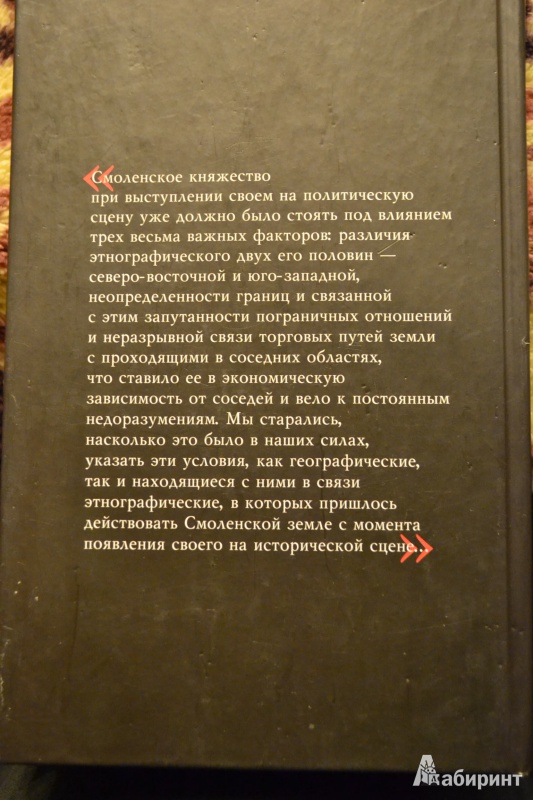 «Смоленское княжество
при выступлении своем на политическую
сцену уже должно было стоять под влиянием
трех весьма важных факторов: различия
этнографического двух его половин —
северо-восточной и юго-западной,
неопределенности границ и связанной
с этим запутанности пограничных отношений
и неразрывной связи торговых путей земли
с проходящими в соседних областях,
что ставило ее в экономическую
зависимость от соседей и вело к постоянным
недоразумениям. Мы старались,
насколько это было в наших силах,
указать эти условия, как географические,
так и находящиеся с ними в связи
этнографические, в которых пришлось
действовать Смоленской земле с момента
появления своего на исторической сцене...»
Лабиринт